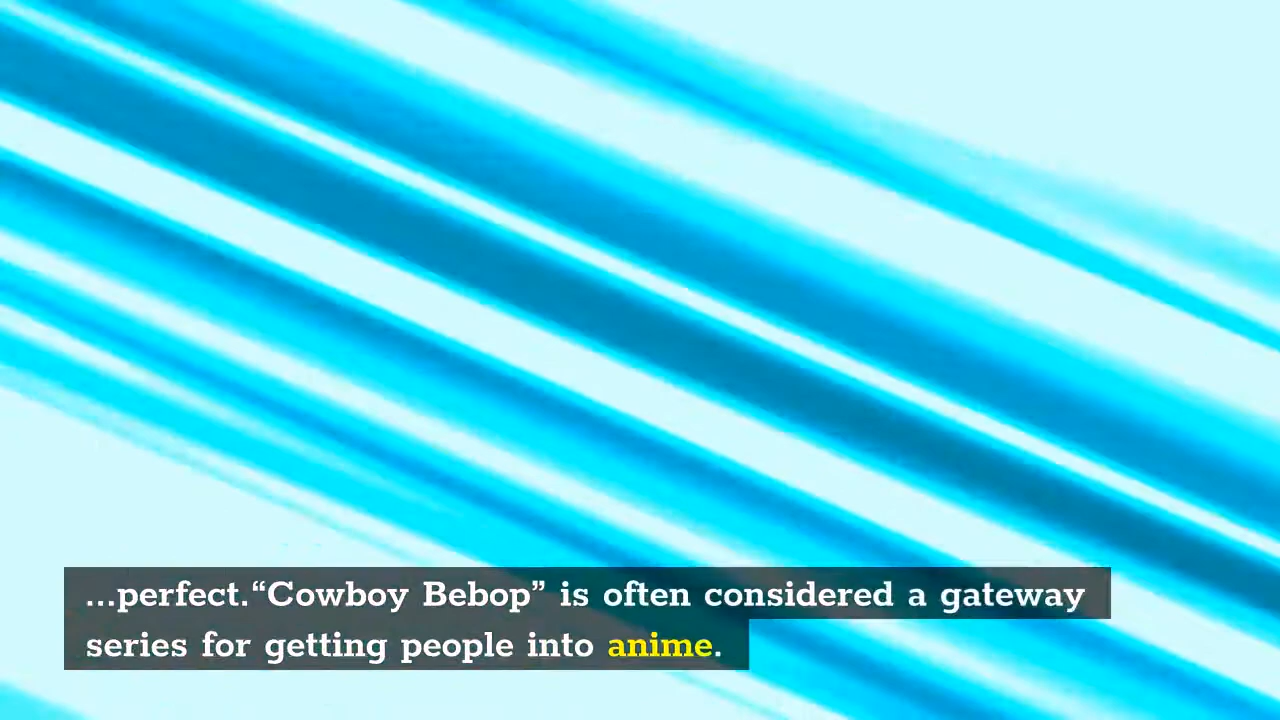 ...perfect.“Cowboy Bebop” is often considered a gateway
series for getting people into anime.